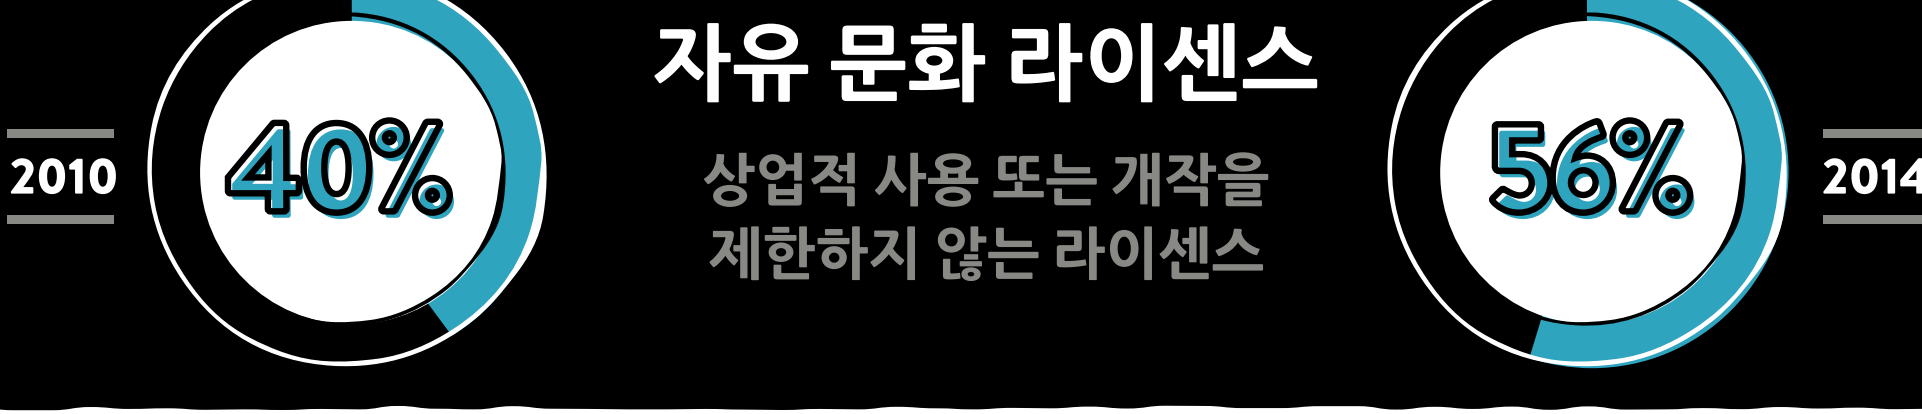 자유 문화 라이센스
2010
40%
상업적 사용 또는 개작을
제한하지 않는 라이센스
56%
2014